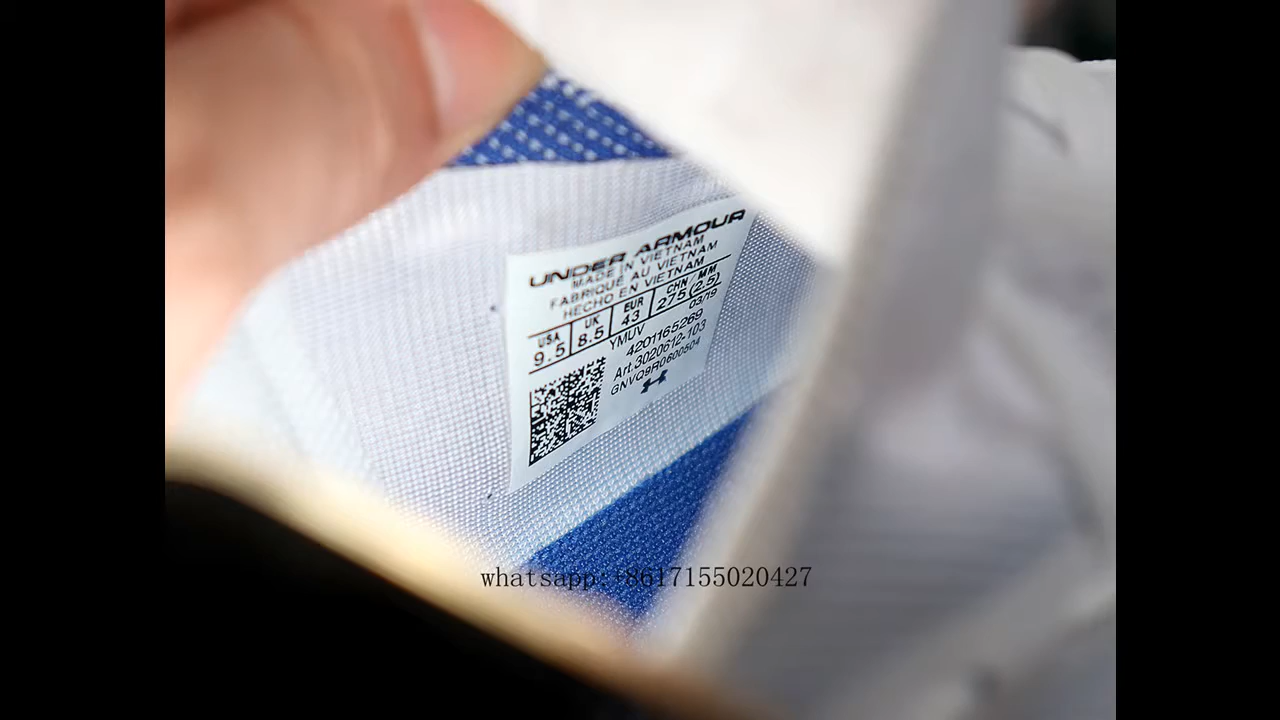 UNDER ARMOUR
MADE IN VIETNAM
FABRIQUÉ AU VIETNAM
HECHO EN VIETNAM
USA UK EUR CHN/MM
9.5 8.5 43 275 (2.5)
YMUV 03/19
4201165269
Art.3020612-103
GNVQ9R0600504
whatsapp:+8617155020427